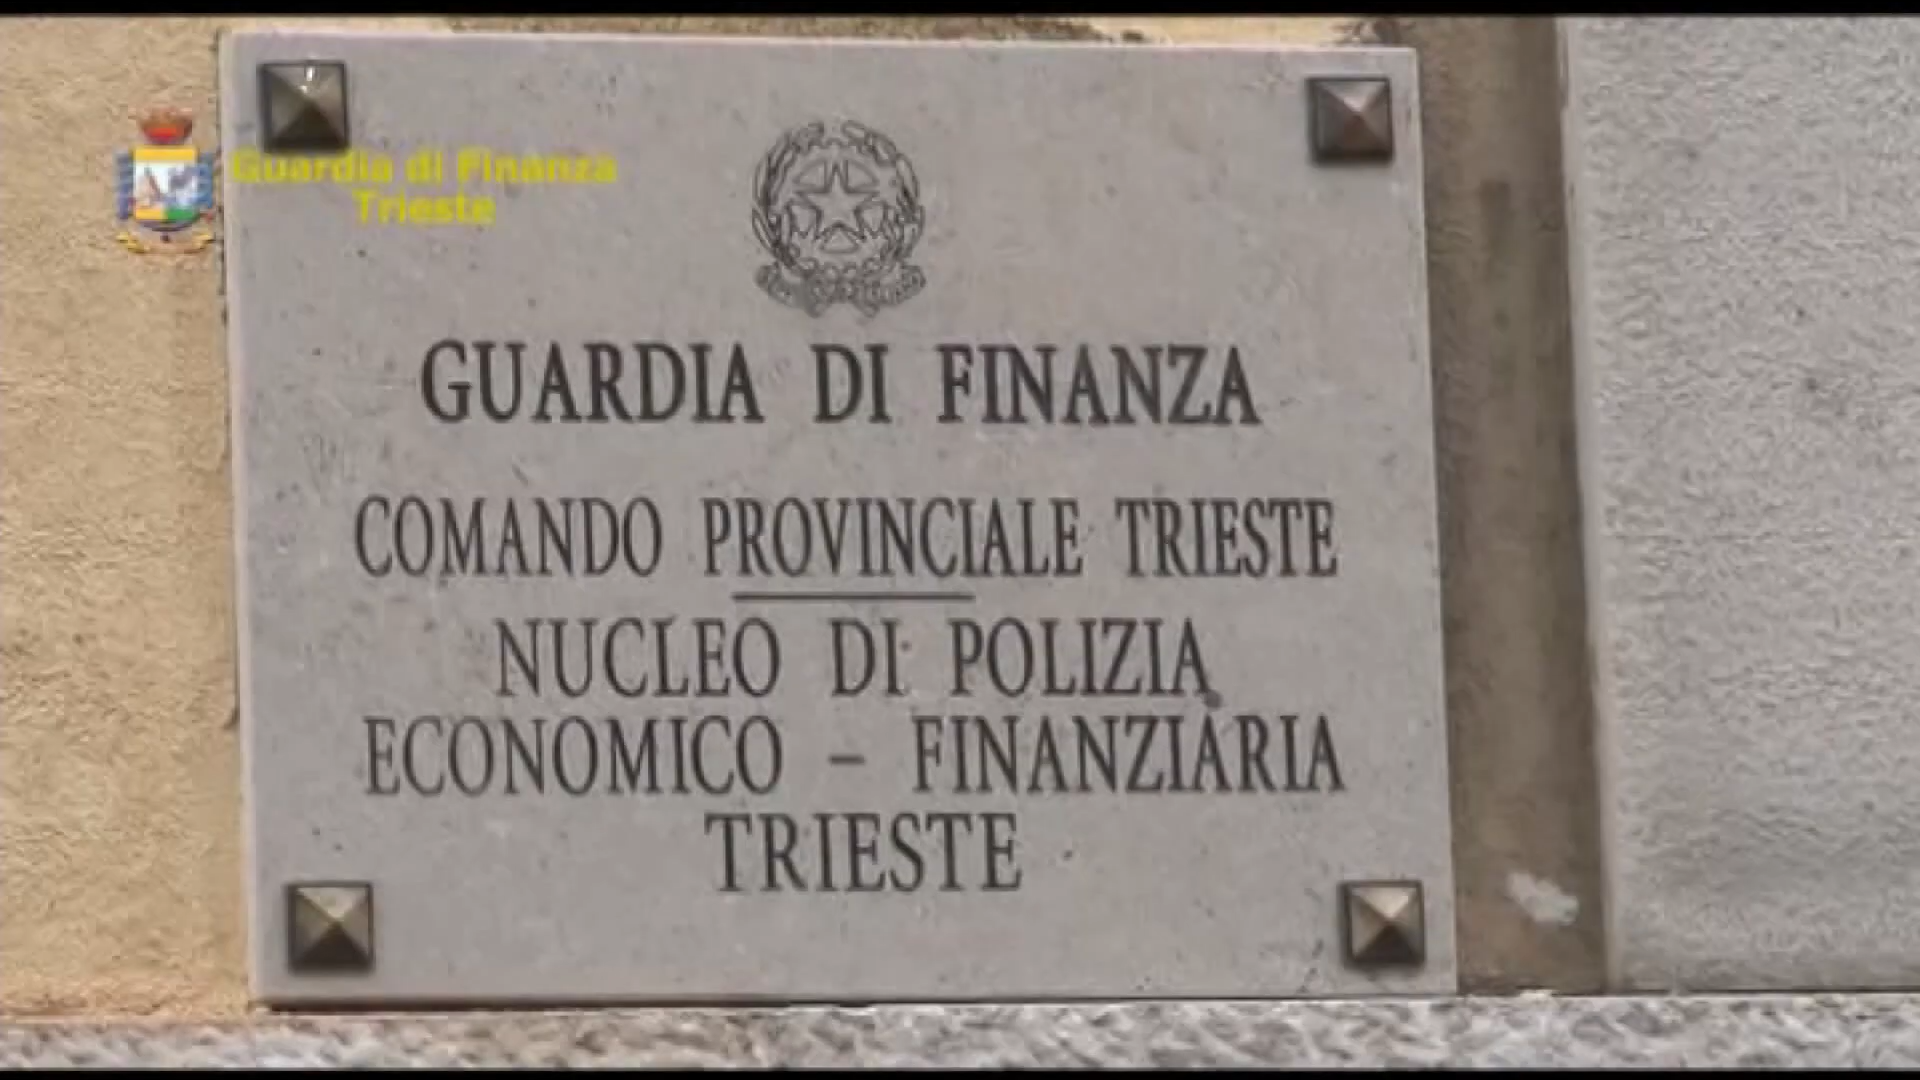 Guardia di Finanza
Trieste
GUARDIA DI FINANZA
COMANDO PROVINCIALE TRIESTE
NUCLEO DI POLIZIA
ECONOMICO – FINANZIARIA
TRIESTE